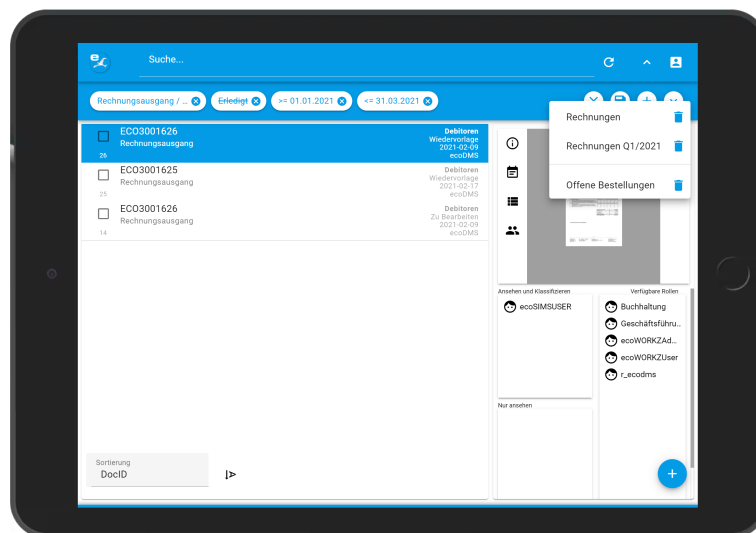 Suche...
Rechnungsausgang / ...
Erledigt
>= 01.01.2021
<= 31.03.2021
Rechnungen
Rechnungen Q1/2021
Offene Bestellungen
ECO3001626
Debitoren
Rechnungsausgang
Wiedervorlage
2021-02-09
26
ecoDMS
ECO3001625
Debitoren
Rechnungsausgang
Wiedervorlage
2021-02-17
25
ecoDMS
ECO3001626
Debitoren
Rechnungsausgang
Zu Bearbeiten
2021-02-09
14
ecoDMS
Ansehen und Klassifizieren
Verfügbare Rollen
ecoSIMSUSER
Buchhaltung
Geschäftsführu...
ecoWORKZAd...
ecoWORKZUser
r_ecodms
Nur ansehen
Sortierung
DocID